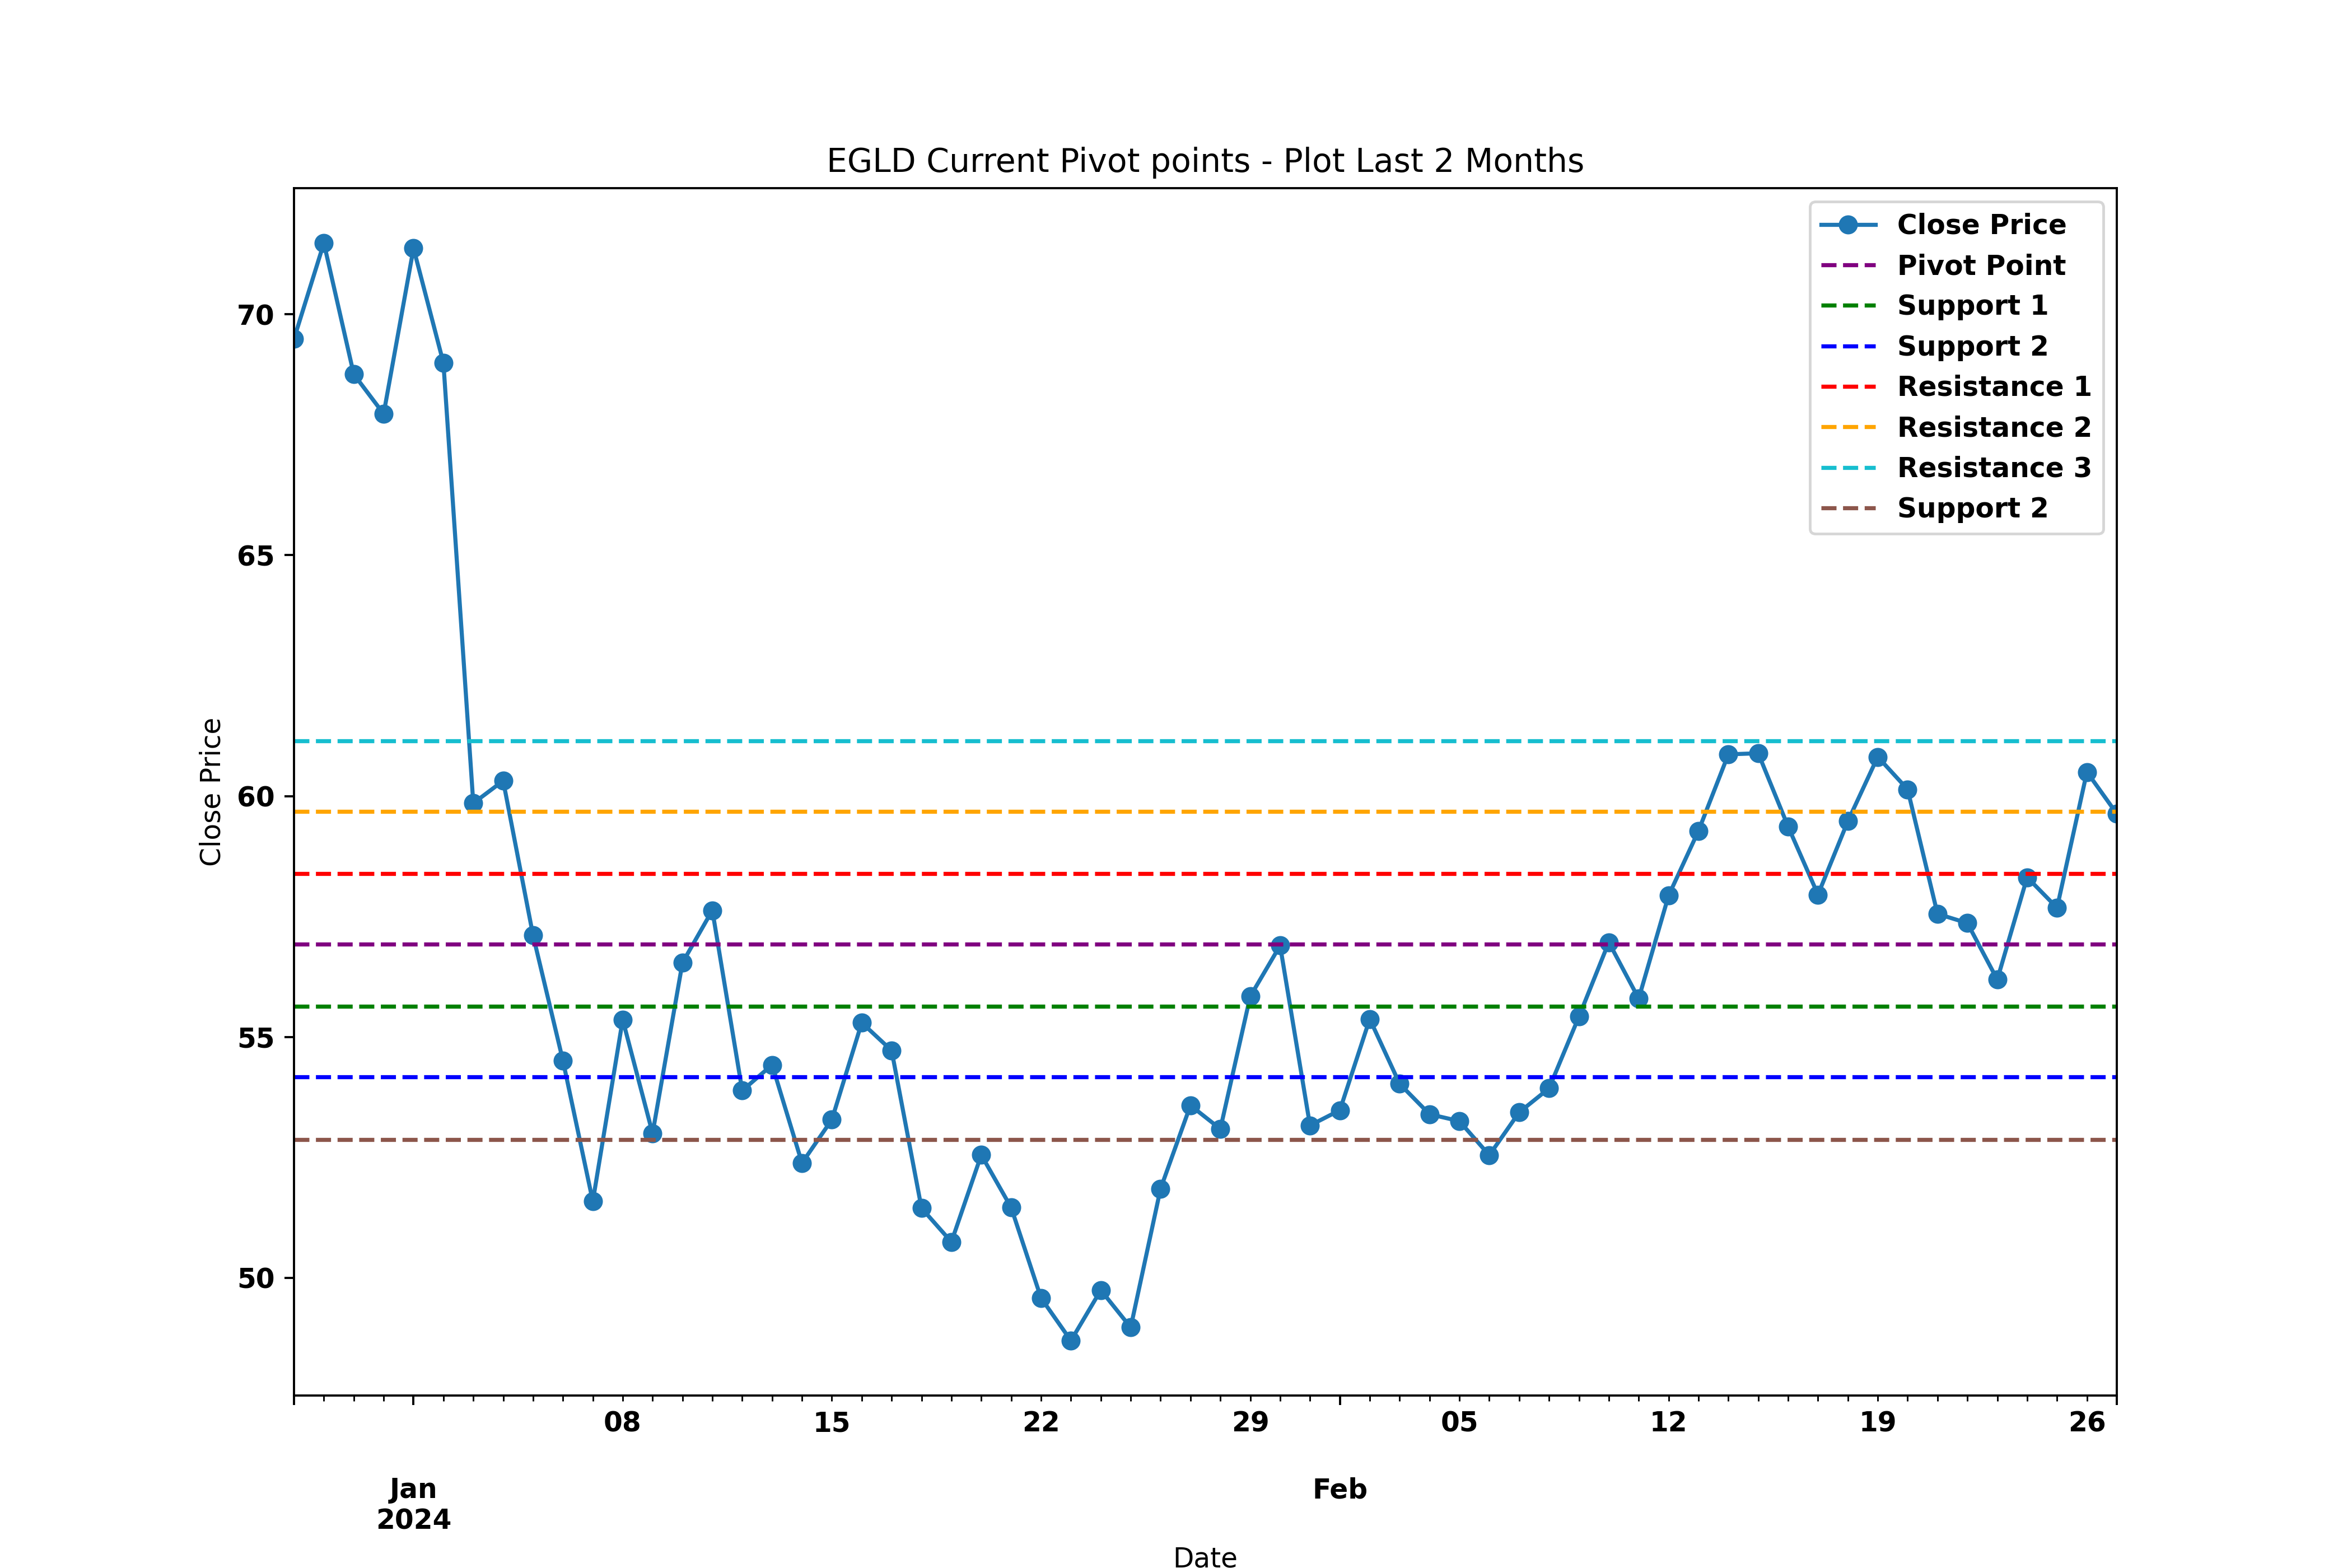 EGLD Current Pivot points - Plot Last 2 Months
Close Price
Pivot Point
Support 1
Support 2
Resistance 1
Resistance 2
Resistance 3
Support 2
Close Price
70
65
60
55
50
08 15 22 29 05 12 19 26
Jan Feb
2024
Date